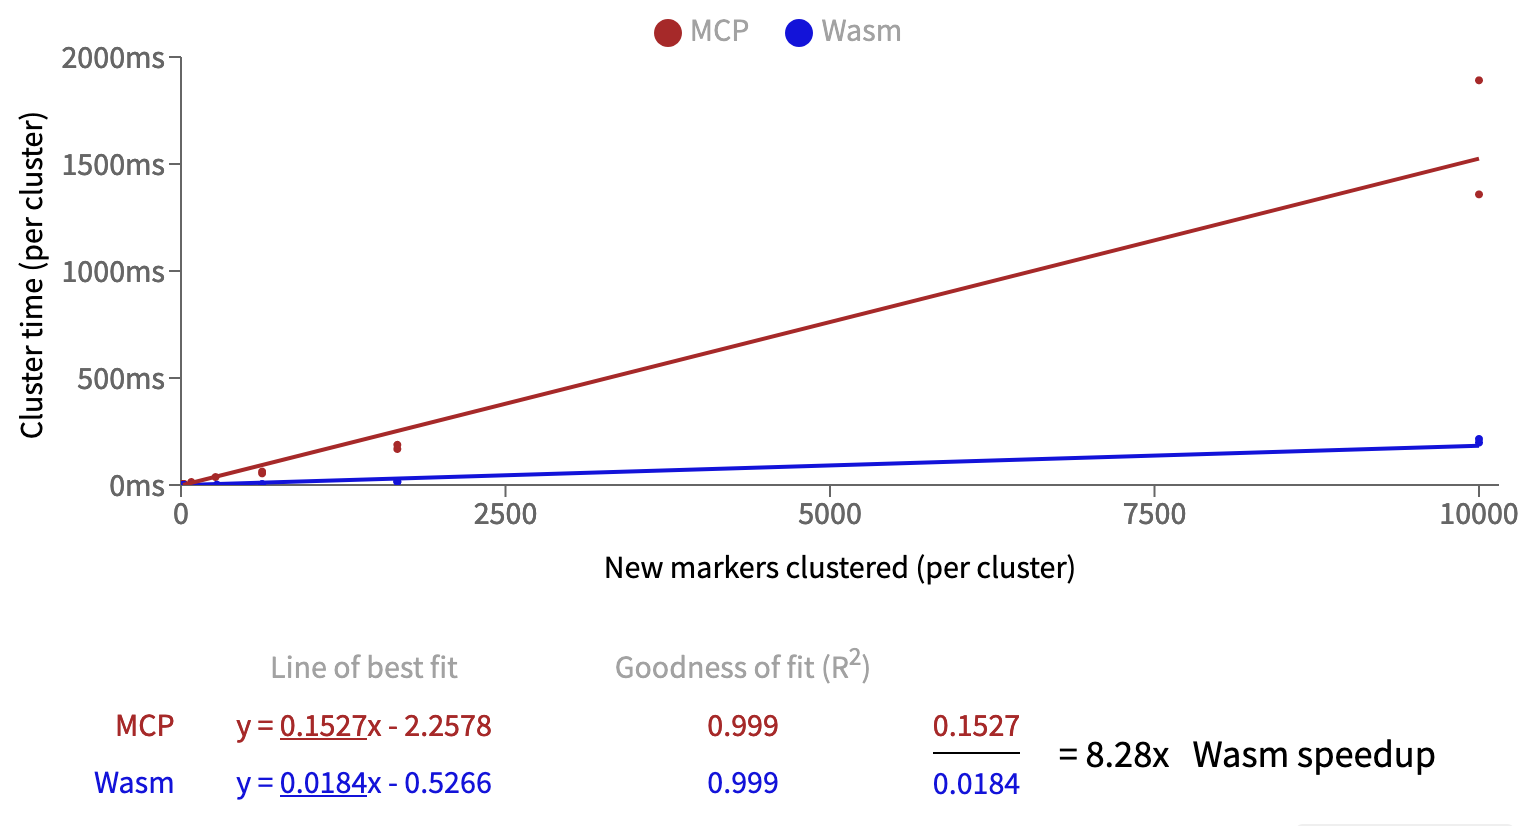 MCP Wasm
2000ms
1500ms
1000ms
500ms
0ms
Cluster time (per cluster)
0 2500 5000 7500 10000
New markers clustered (per cluster)
Line of best fit Goodness of fit (R²)
MCP y = 0.1527x - 2.2578 0.999 0.1527
= 8.28x Wasm speedup
Wasm y = 0.0184x - 0.5266 0.999 0.0184